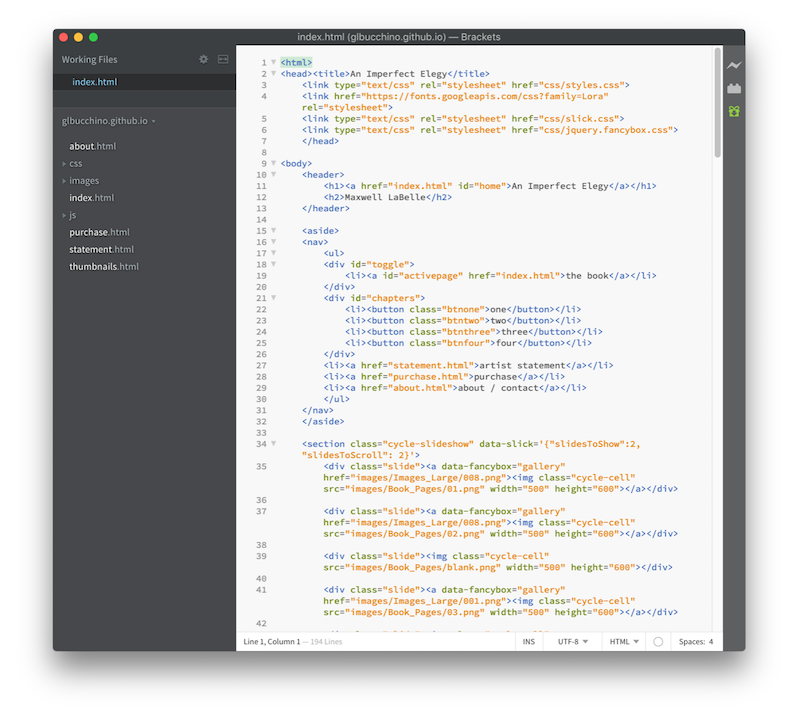 index.html (glbucchino.github.io) — Brackets
Working Files
index.html
glbucchino.github.io
about.html
css
images
index.html
js
purchase.html
statement.html
thumbnails.html
1 <html>
2 <head><title>An Imperfect Elegy</title>
3 <link type="text/css" rel="stylesheet" href="css/styles.css">
4 <link href="https://fonts.googleapis.com/css?family=Lora"
rel="stylesheet">
5 <link type="text/css" rel="stylesheet" href="css/slick.css">
6 <link type="text/css" rel="stylesheet" href="css/jquery.fancybox.css">
7 </head>
8
9 <body>
10 <header>
11 <h1><a href="index.html" id="home">An Imperfect Elegy</a></h1>
12 <h2>Maxwell LaBelle</h2>
13 </header>
14
15 <aside>
16 <nav>
17 <ul>
18 <div id="toggle">
19 <li><a id="activepage" href="index.html">the book</a></li>
20 </div>
21 <div id="chapters">
22 <li><button class="btnone">one</button></li>
23 <li><button class="btntwo">two</button></li>
24 <li><button class="btnthree">three</button></li>
25 <li><button class="btnfour">four</button></li>
26 </div>
27 <li><a href="statement.html">artist statement</a></li>
28 <li><a href="purchase.html">purchase</a></li>
29 <li><a href="about.html">about / contact</a></li>
30 </ul>
31 </nav>
32 </aside>
33
34 <section class="cycle-slideshow" data-slick='{"slidesToShow":2,
"slidesToScroll": 2}'>
35 <div class="slide"><a data-fancybox="gallery"
href="images/Images_Large/008.png"><img class="cycle-cell"
src="images/Book_Pages/01.png" width="500" height="600"></a></div>
36
37 <div class="slide"><a data-fancybox="gallery"
href="images/Images_Large/008.png"><img class="cycle-cell"
src="images/Book_Pages/02.png" width="500" height="600"></a></div>
38
39 <div class="slide"><img class="cycle-cell"
src="images/Book_Pages/blank.png" width="500" height="600"></div>
40
41 <div class="slide"><a data-fancybox="gallery"
href="images/Images_Large/001.png"><img class="cycle-cell"
src="images/Book_Pages/03.png" width="500" height="600"></a></div>
42
Line 1, Column 1 — 194 Lines
INS
UTF-8
HTML
Spaces: 4